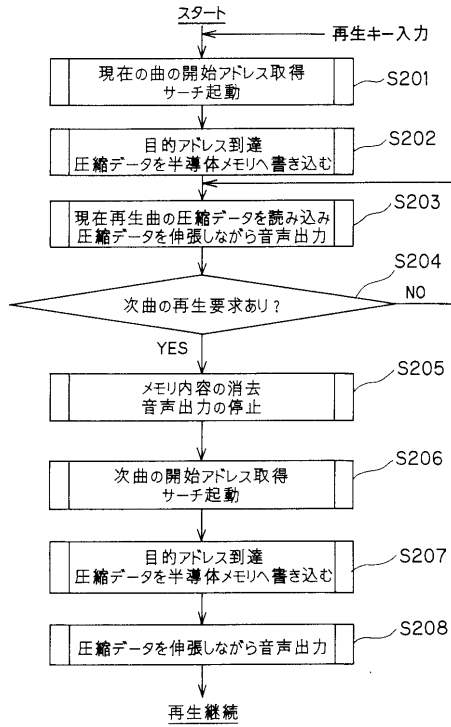 スタート
再生キー入力
現在の曲の開始アドレス取得
サーチ起動
S201
目的アドレス到達
圧縮データを半導体メモリへ書き込む
S202
現在再生曲の圧縮データを読み込み
圧縮データを伸張しながら音声出力
S203
次曲の再生要求あり?
S204
NO
YES
メモリ内容の消去
音声出力の停止
S205
次曲の開始アドレス取得
サーチ起動
S206
目的アドレス到達
圧縮データを半導体メモリへ書き込む
S207
圧縮データを伸張しながら音声出力
S208
再生継続